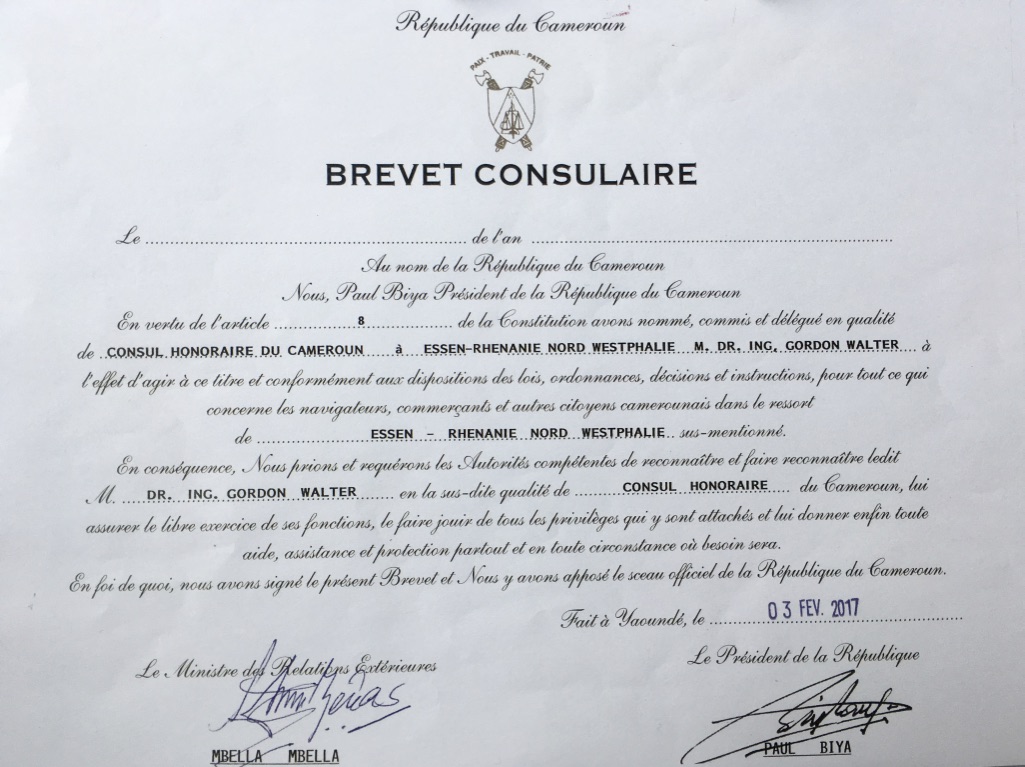 République du Cameroun
PAIX - TRAVAIL - PATRIE
BREVET CONSULAIRE
Le .................... de l'an ....................
Au nom de la République du Cameroun
Nous, Paul Biya Président de la République du Cameroun
En vertu de l'article ........ 8 ........ de la Constitution avons nommé, commis et délégué en qualité
de CONSUL HONORAIRE DU CAMEROUN à ESSEN-RHENANIE NORD WESTPHALIE M. DR. ING. GORDON WALTER à
l'effet d'agir à ce titre et conformément aux dispositions des lois, ordonnances, décisions et instructions, pour tout ce qui
concerne les navigateurs, commerçants et autres citoyens camerounais dans le ressort
de ........ ESSEN - RHENANIE NORD WESTPHALIE sus-mentionné.
En conséquence, Nous prions et requérons les Autorités compétentes de reconnaître et faire reconnaître ledit
M. DR. ING. GORDON WALTER en la sus-dite qualité de CONSUL HONORAIRE du Cameroun, lui
assurer le libre exercice de ses fonctions, le faire jouir de tous les privilèges qui y sont attachés et lui donner enfin toute
aide, assistance et protection partout et en toute circonstance où besoin sera.
En foi de quoi, nous avons signé le présent Brevet et Nous y avons apposé le sceau officiel de la République du Cameroun.
Fait à Yaoundé, le 03 FEV. 2017
Le Ministre des Relations Extérieures
Le Président de la République
MBELLA MBELLA
PAUL BIYA